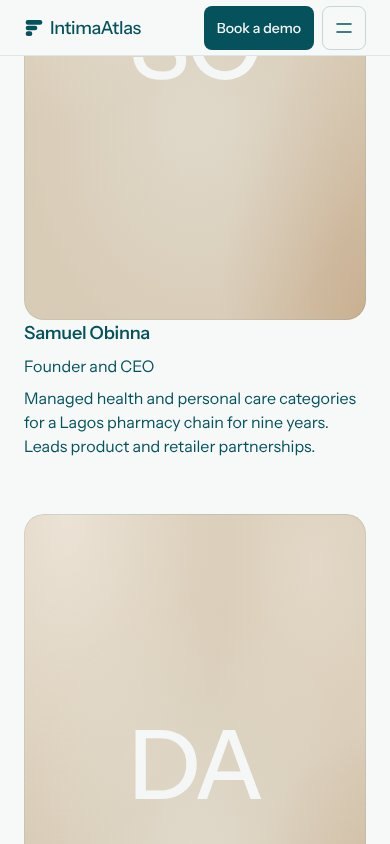 IntimaAtlas
Book a demo
SO
Samuel Obinna
Founder and CEO
Managed health and personal care categories
for a Lagos pharmacy chain for nine years.
Leads product and retailer partnerships.
DA